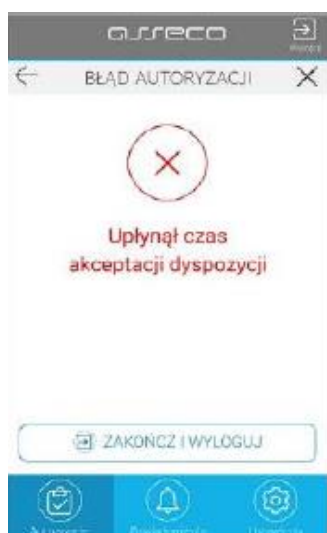 asseco
BŁĄD AUTORYZACJI
Upłynął czas
akceptacji dyspozycji
ZAKOŃCZ I WYLOGUJ